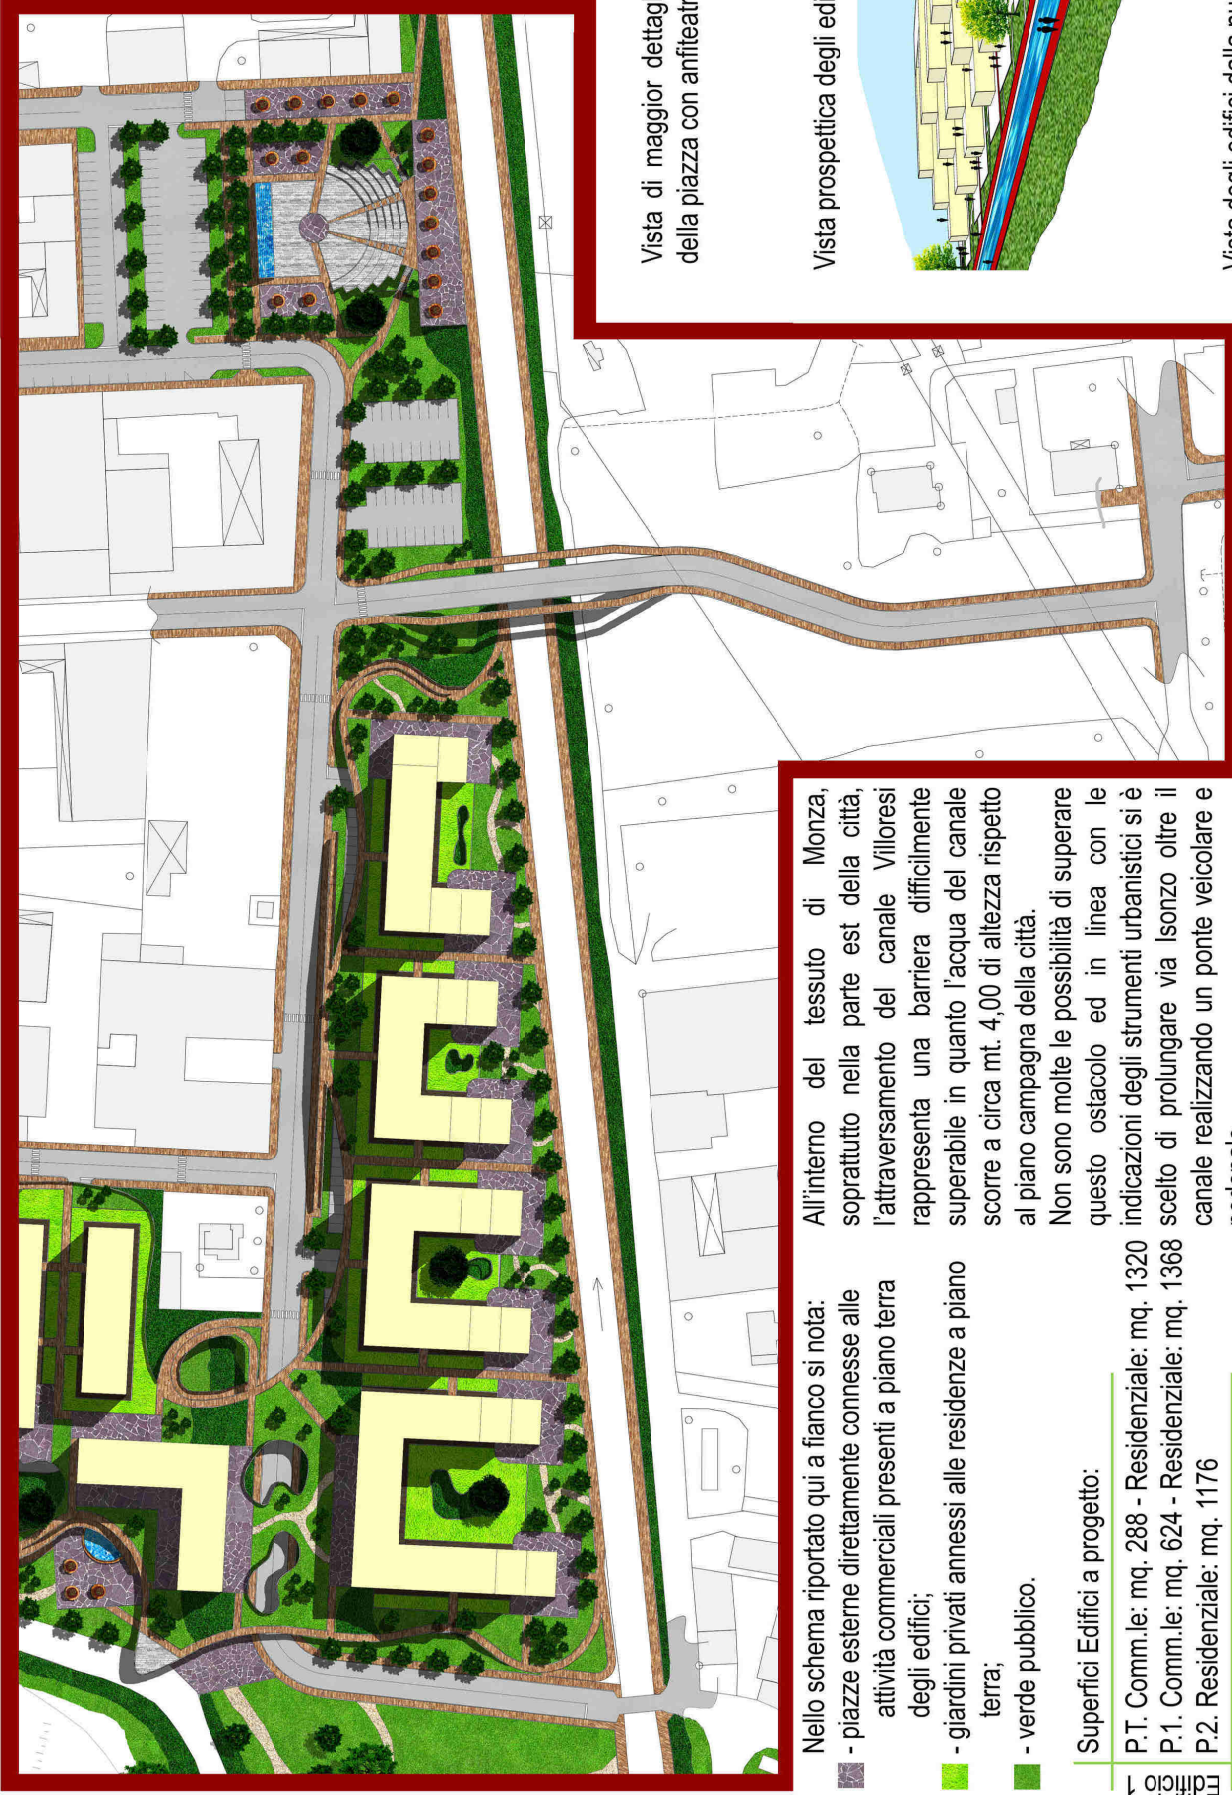 Vista di maggior dettagl
della piazza con anfiteatr
Vista prospettica degli edi
Nello schema riportato qui a fianco si nota:
- piazze esterne direttamente connesse alle
attività commerciali presenti a piano terra
degli edifici;
- giardini privati annessi alle residenze a piano
terra;
- verde pubblico.
Superfici Edifici a progetto:
Edificio 1
P.T. Comm.le: mq. 288 - Residenziale: mq. 1320
P.1. Comm.le: mq. 624 - Residenziale: mq. 1368
P.2. Residenziale: mq. 1176
All'interno del tessuto di Monza,
soprattutto nella parte est della città,
l'attraversamento del canale Villoresi
rappresenta una barriera difficilmente
superabile in quanto l'acqua del canale
scorre a circa mt. 4,00 di altezza rispetto
al piano campagna della città.
Non sono molte le possibilità di superare
questo ostacolo ed in linea con le
indicazioni degli strumenti urbanistici si è
scelto di prolungare via Isonzo oltre il
canale realizzando un ponte veicolare e